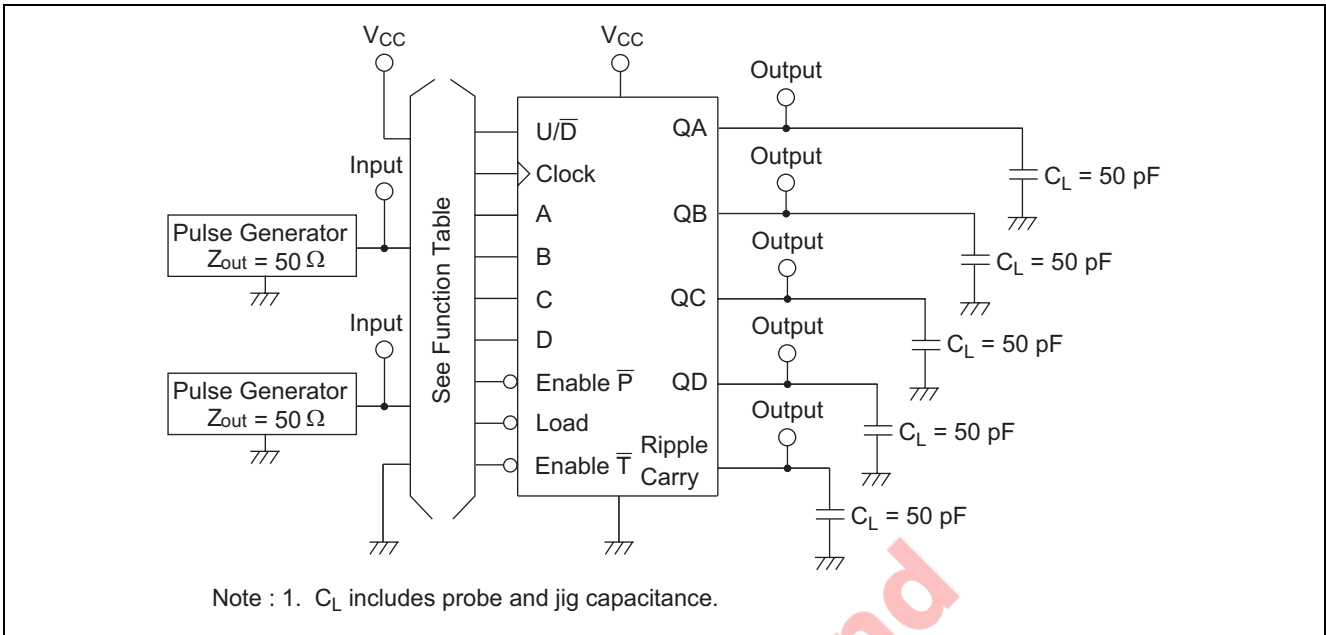 VCC
VCC
Output
U/D̅
QA
Output
Input
Clock
CL = 50 pF
A
QB
Pulse Generator
Zout = 50 Ω
See Function Table
Output
B
CL = 50 pF
C
QC
Input
Output
D
CL = 50 pF
Pulse Generator
Zout = 50 Ω
Enable P̅
QD
Output
Load
CL = 50 pF
Enable T̅
Ripple
Carry
CL = 50 pF
Note : 1. CL includes probe and jig capacitance.